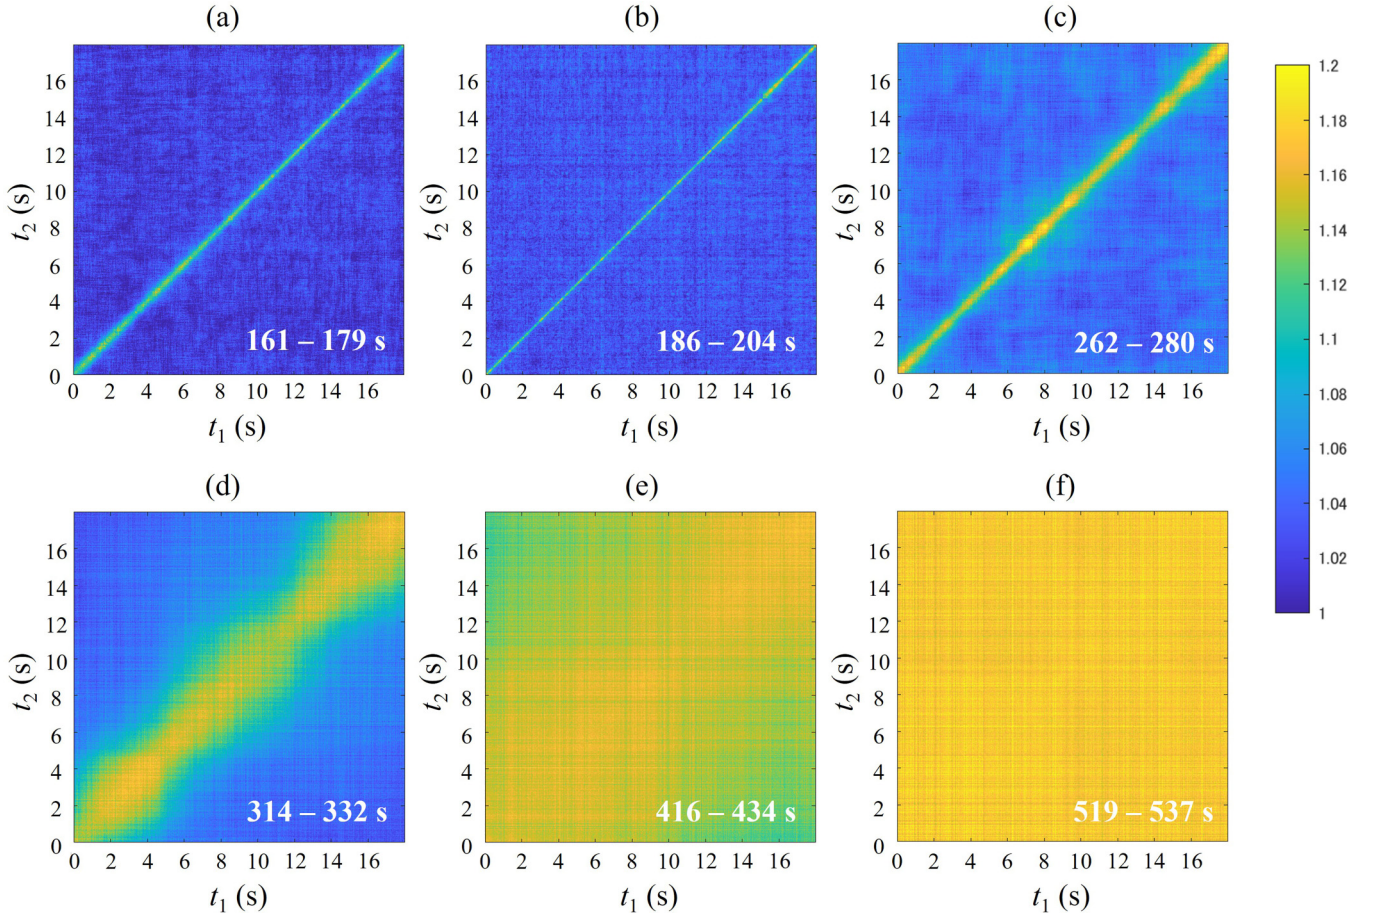 (a)
(b)
(c)
16
14
12
10
8
6
4
2
0
t₂ (s)
161 – 179 s
0 2 4 6 8 10 12 14 16
t₁ (s)
16
14
12
10
8
6
4
2
0
t₂ (s)
186 – 204 s
0 2 4 6 8 10 12 14 16
t₁ (s)
16
14
12
10
8
6
4
2
0
t₂ (s)
262 – 280 s
0 2 4 6 8 10 12 14 16
t₁ (s)
1.2
1.18
1.16
1.14
1.12
1.1
1.08
1.06
1.04
1.02
1
(d)
(e)
(f)
16
14
12
10
8
6
4
2
0
t₂ (s)
314 – 332 s
0 2 4 6 8 10 12 14 16
t₁ (s)
16
14
12
10
8
6
4
2
0
t₂ (s)
416 – 434 s
0 2 4 6 8 10 12 14 16
t₁ (s)
16
14
12
10
8
6
4
2
0
t₂ (s)
519 – 537 s
0 2 4 6 8 10 12 14 16
t₁ (s)